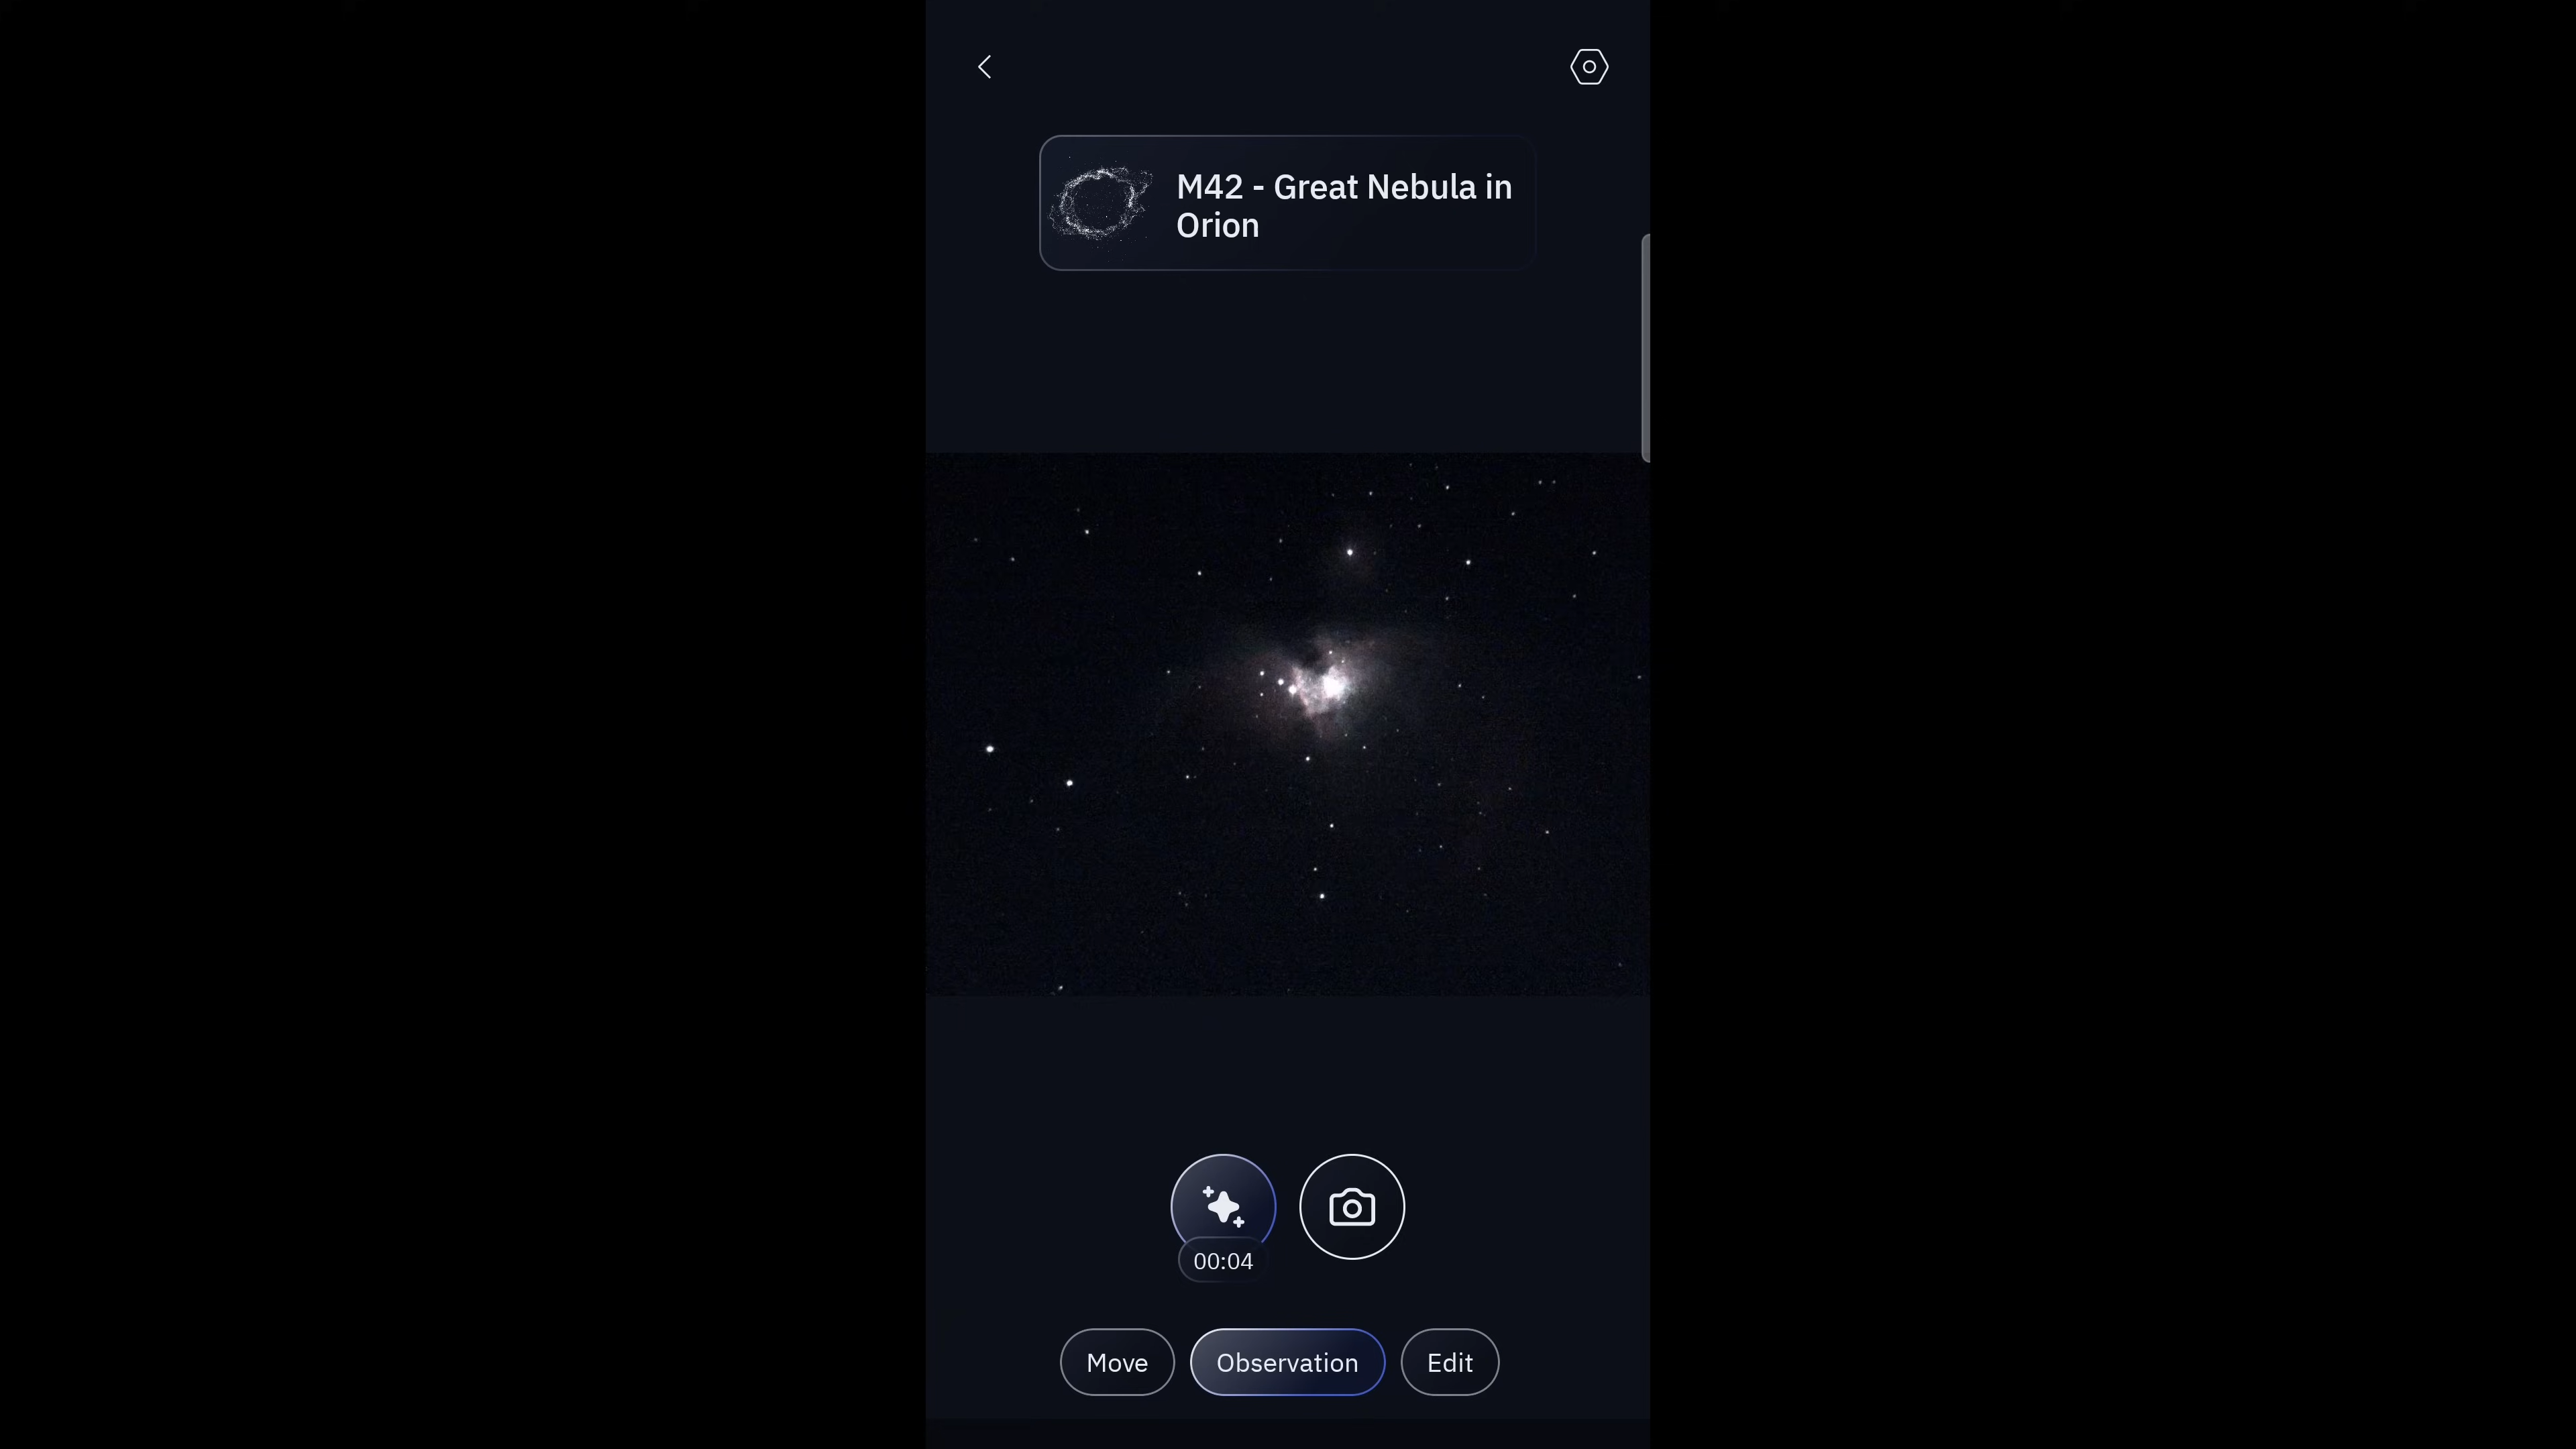 M42 - Great Nebula in
Orion
00:04
Move
Observation
Edit